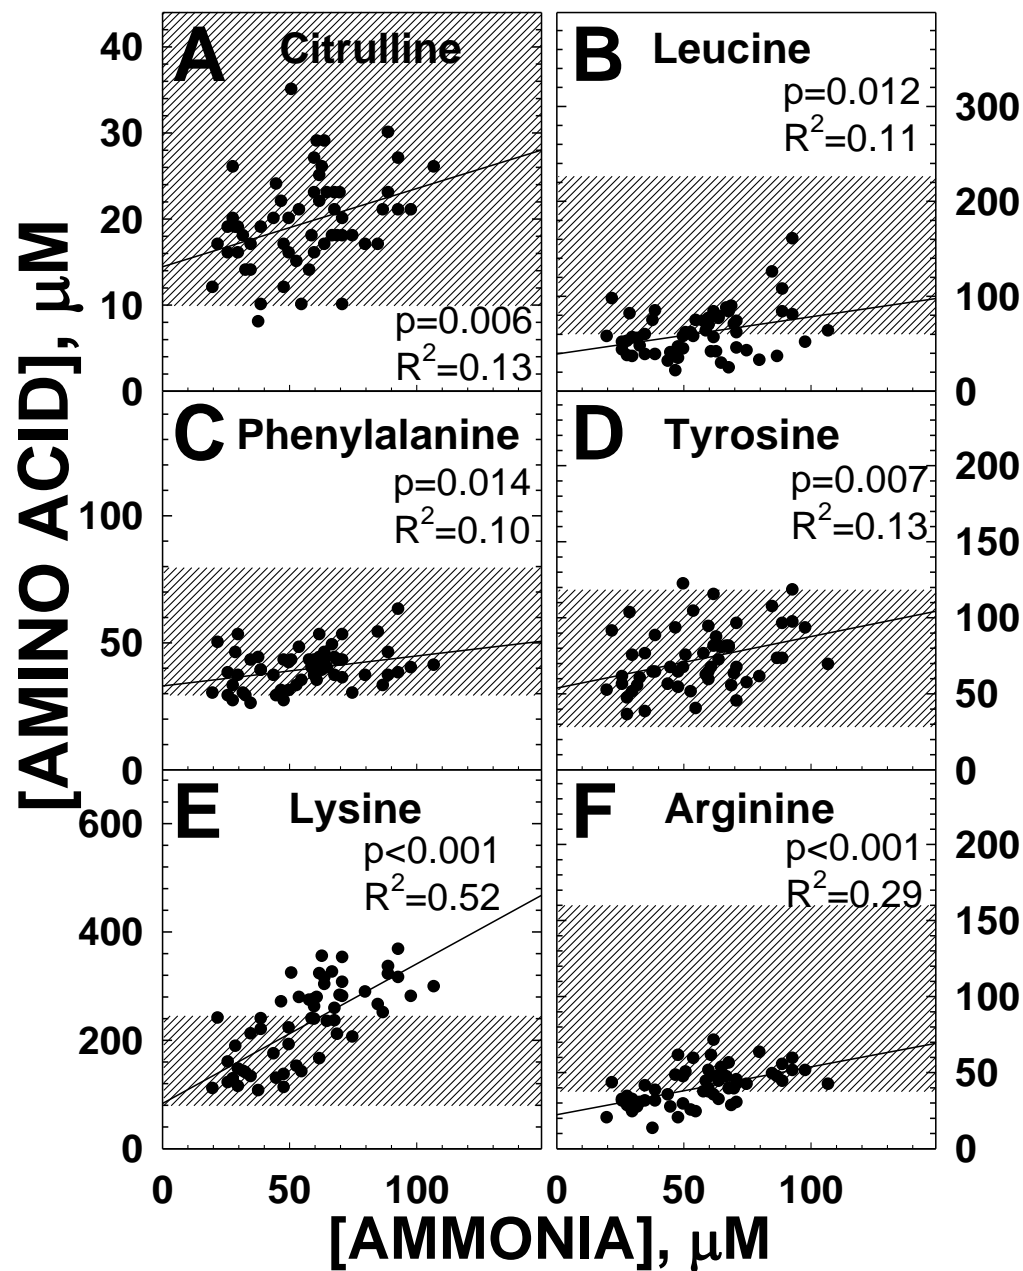 [AMINO ACID], μM
A Citrulline
p=0.006
R²=0.13
40
30
20
10
0
B Leucine
p=0.012
R²=0.11
300
200
100
0
C Phenylalanine
p=0.014
R²=0.10
100
50
0
D Tyrosine
p=0.007
R²=0.13
200
150
100
50
0
E Lysine
p<0.001
R²=0.52
600
400
200
0
F Arginine
p<0.001
R²=0.29
200
150
100
50
0
0 50 100
0 50 100
[AMMONIA], μM